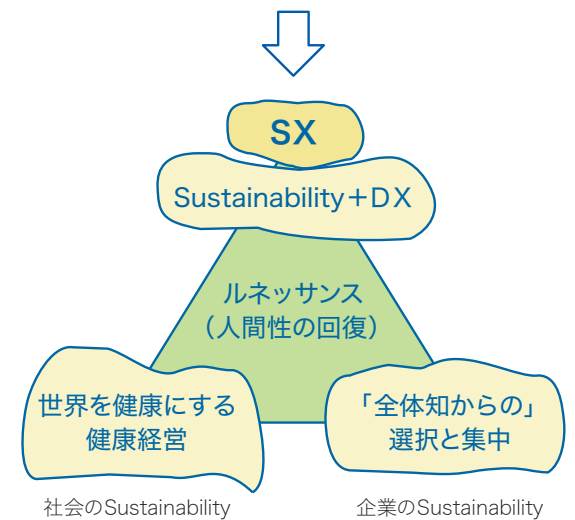 SX
Sustainability＋DX
ルネッサンス
（人間性の回復）
世界を健康にする
健康経営
「全体知からの」
選択と集中
社会のSustainability
企業のSustainability